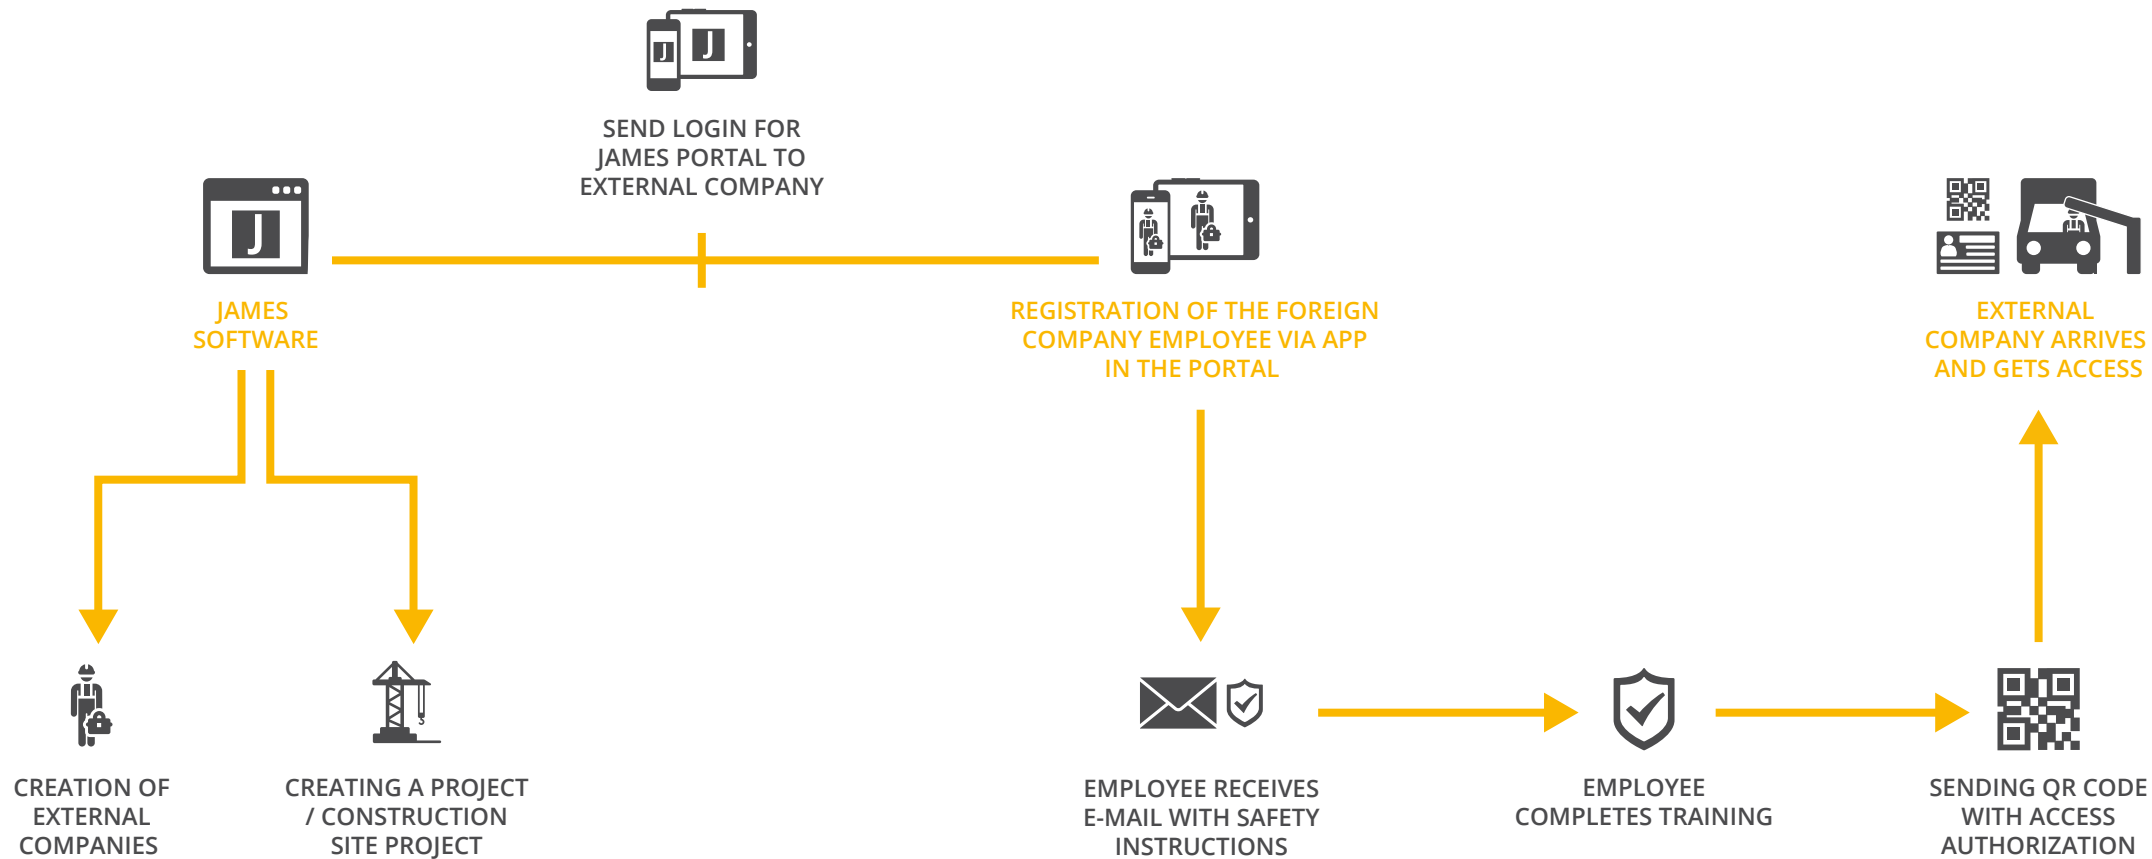 J
J
SEND LOGIN FOR
JAMES PORTAL TO
EXTERNAL COMPANY
J
JAMES
SOFTWARE
REGISTRATION OF THE FOREIGN
COMPANY EMPLOYEE VIA APP
IN THE PORTAL
EXTERNAL
COMPANY ARRIVES
AND GETS ACCESS
CREATION OF
EXTERNAL
COMPANIES
CREATING A PROJECT
/ CONSTRUCTION
SITE PROJECT
EMPLOYEE RECEIVES
E-MAIL WITH SAFETY
INSTRUCTIONS
EMPLOYEE
COMPLETES TRAINING
SENDING QR CODE
WITH ACCESS
AUTHORIZATION